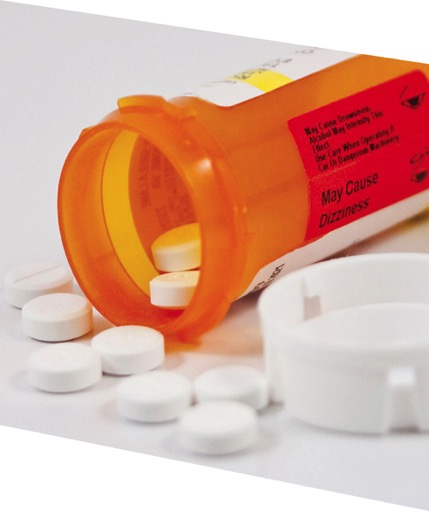 May Cause Drowsiness.
Alcohol May Intensify This
Effect.
Use Care When Operating A
Car Or Dangerous Machinery.
May Cause
Dizziness